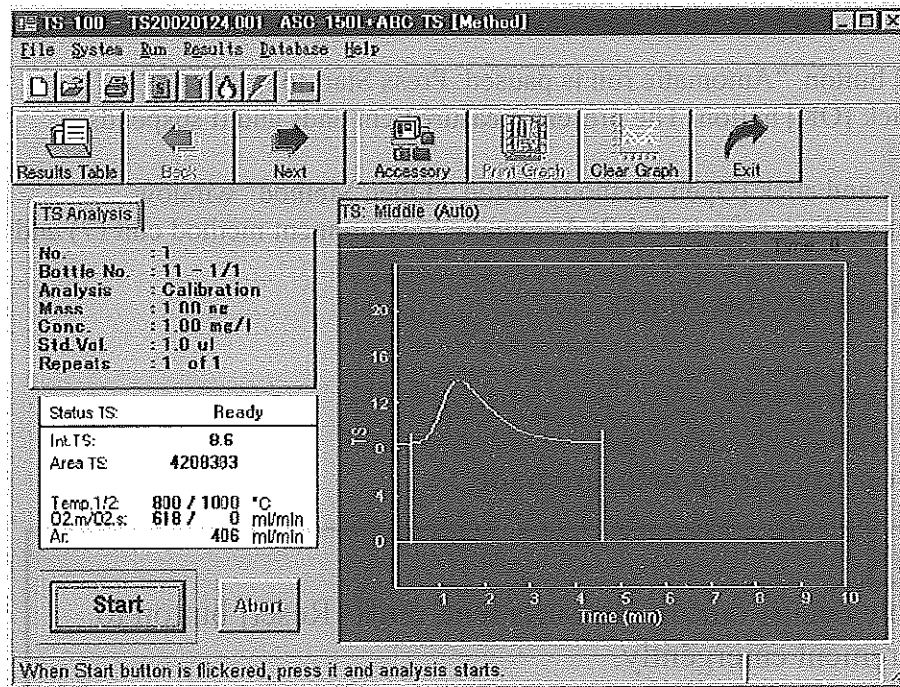 TS-100 - TS20020124.001 ASC-150L+ABC TS [Method]
File System Run Results Database Help
Results Table Back Next Accessory Print Graph Clear Graph Exit
TS Analysis
No. : 1
Bottle No. : 11 - 1/1
Analysis : Calibration
Mass : 1.00 ng
Conc. : 1.00 mg/l
Std.Vol. : 1.0 ul
Repeats : 1 of 1
Status TS: Ready
Int.TS: 8.6
Area TS: 4208383
Temp.1/2: 800 / 1000 °C
O2.m/O2.s: 618 / 0 ml/min
Ar: 406 ml/min
Start Abort
TS: Middle (Auto)
20
16
12
8
4
0
TS
1 2 3 4 5 6 7 8 9 10
Time (min)
When Start button is flickered, press it and analysis starts.